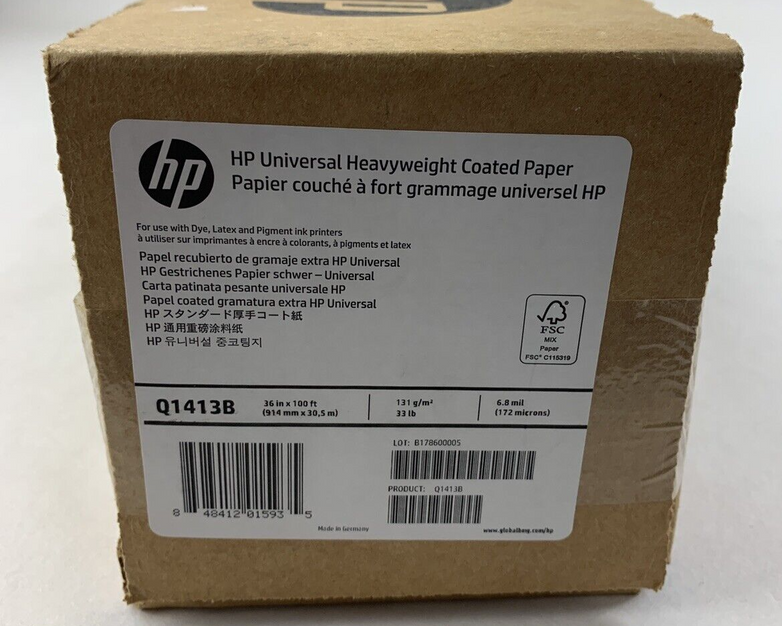 hp
HP Universal Heavyweight Coated Paper
Papier couché à fort grammage universel HP
For use with Dye, Latex and Pigment ink printers
à utiliser sur imprimantes à encre à colorants, à pigments et latex
Papel recubierto de gramaje extra HP Universal
HP Gestrichenes Papier schwer – Universal
Carta patinata pesante universale HP
Papel coated gramatura extra HP Universal
HP スタンダード厚手コート紙
HP 通用重磅涂料纸
HP 유니버설 중코팅지
FSC
MIX
Paper
FSC® C115319
Q1413B
36 in x 100 ft
(914 mm x 30,5 m)
131 g/m²
33 lb
6.8 mil
(172 microns)
LOT: B178600005
PRODUCT: Q1413B
8 48412 01593 5
Made in Germany
www.globalbmg.com/hp